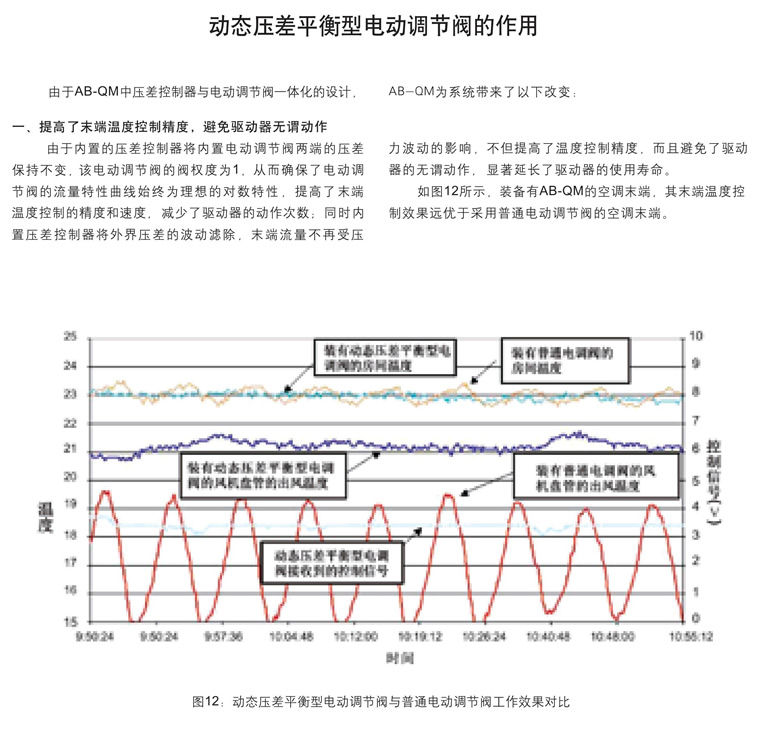 动态压差平衡型电动调节阀的作用
由于AB-QM中压差控制器与电动调节阀一体化的设计，
AB-QM为系统带来了以下改变：
一、提高了末端温度控制精度，避免驱动器无谓动作
由于内置的压差控制器将内置电动调节阀两端的压差
保持不变，该电动调节阀的阀权度为1，从而确保了电动调
节阀的流量特性曲线始终为理想的对数特性，提高了末端
温度控制的精度和速度，减少了驱动器的动作次数；同时内
置压差控制器将外界压差的波动滤除，末端流量不再受压
力波动的影响，不但提高了温度控制精度，而且避免了驱动
器的无谓动作，显著延长了驱动器的使用寿命。
如图12所示，装备有AB-QM的空调末端，其末端温度控
制效果远优于采用普通电动调节阀的空调末端。
25
24
23
22
21
20
19
18
17
16
15
温度
装有动态压差平衡型电
调阀的房间温度
装有普通电调阀的
房间温度
装有动态压差平衡型电调
阀的风机盘管的出风温度
装有普通电调阀的风
机盘管的出风温度
动态压差平衡型电调
阀接收到的控制信号
10
9
8
7
6
5
4
3
2
1
0
控制信号(V)
9:50:24
9:50:24
9:57:36
10:04:48
10:12:00
10:19:12
10:26:24
10:40:48
10:48:00
10:55:12
时间
图12：动态压差平衡型电动调节阀与普通电动调节阀工作效果对比